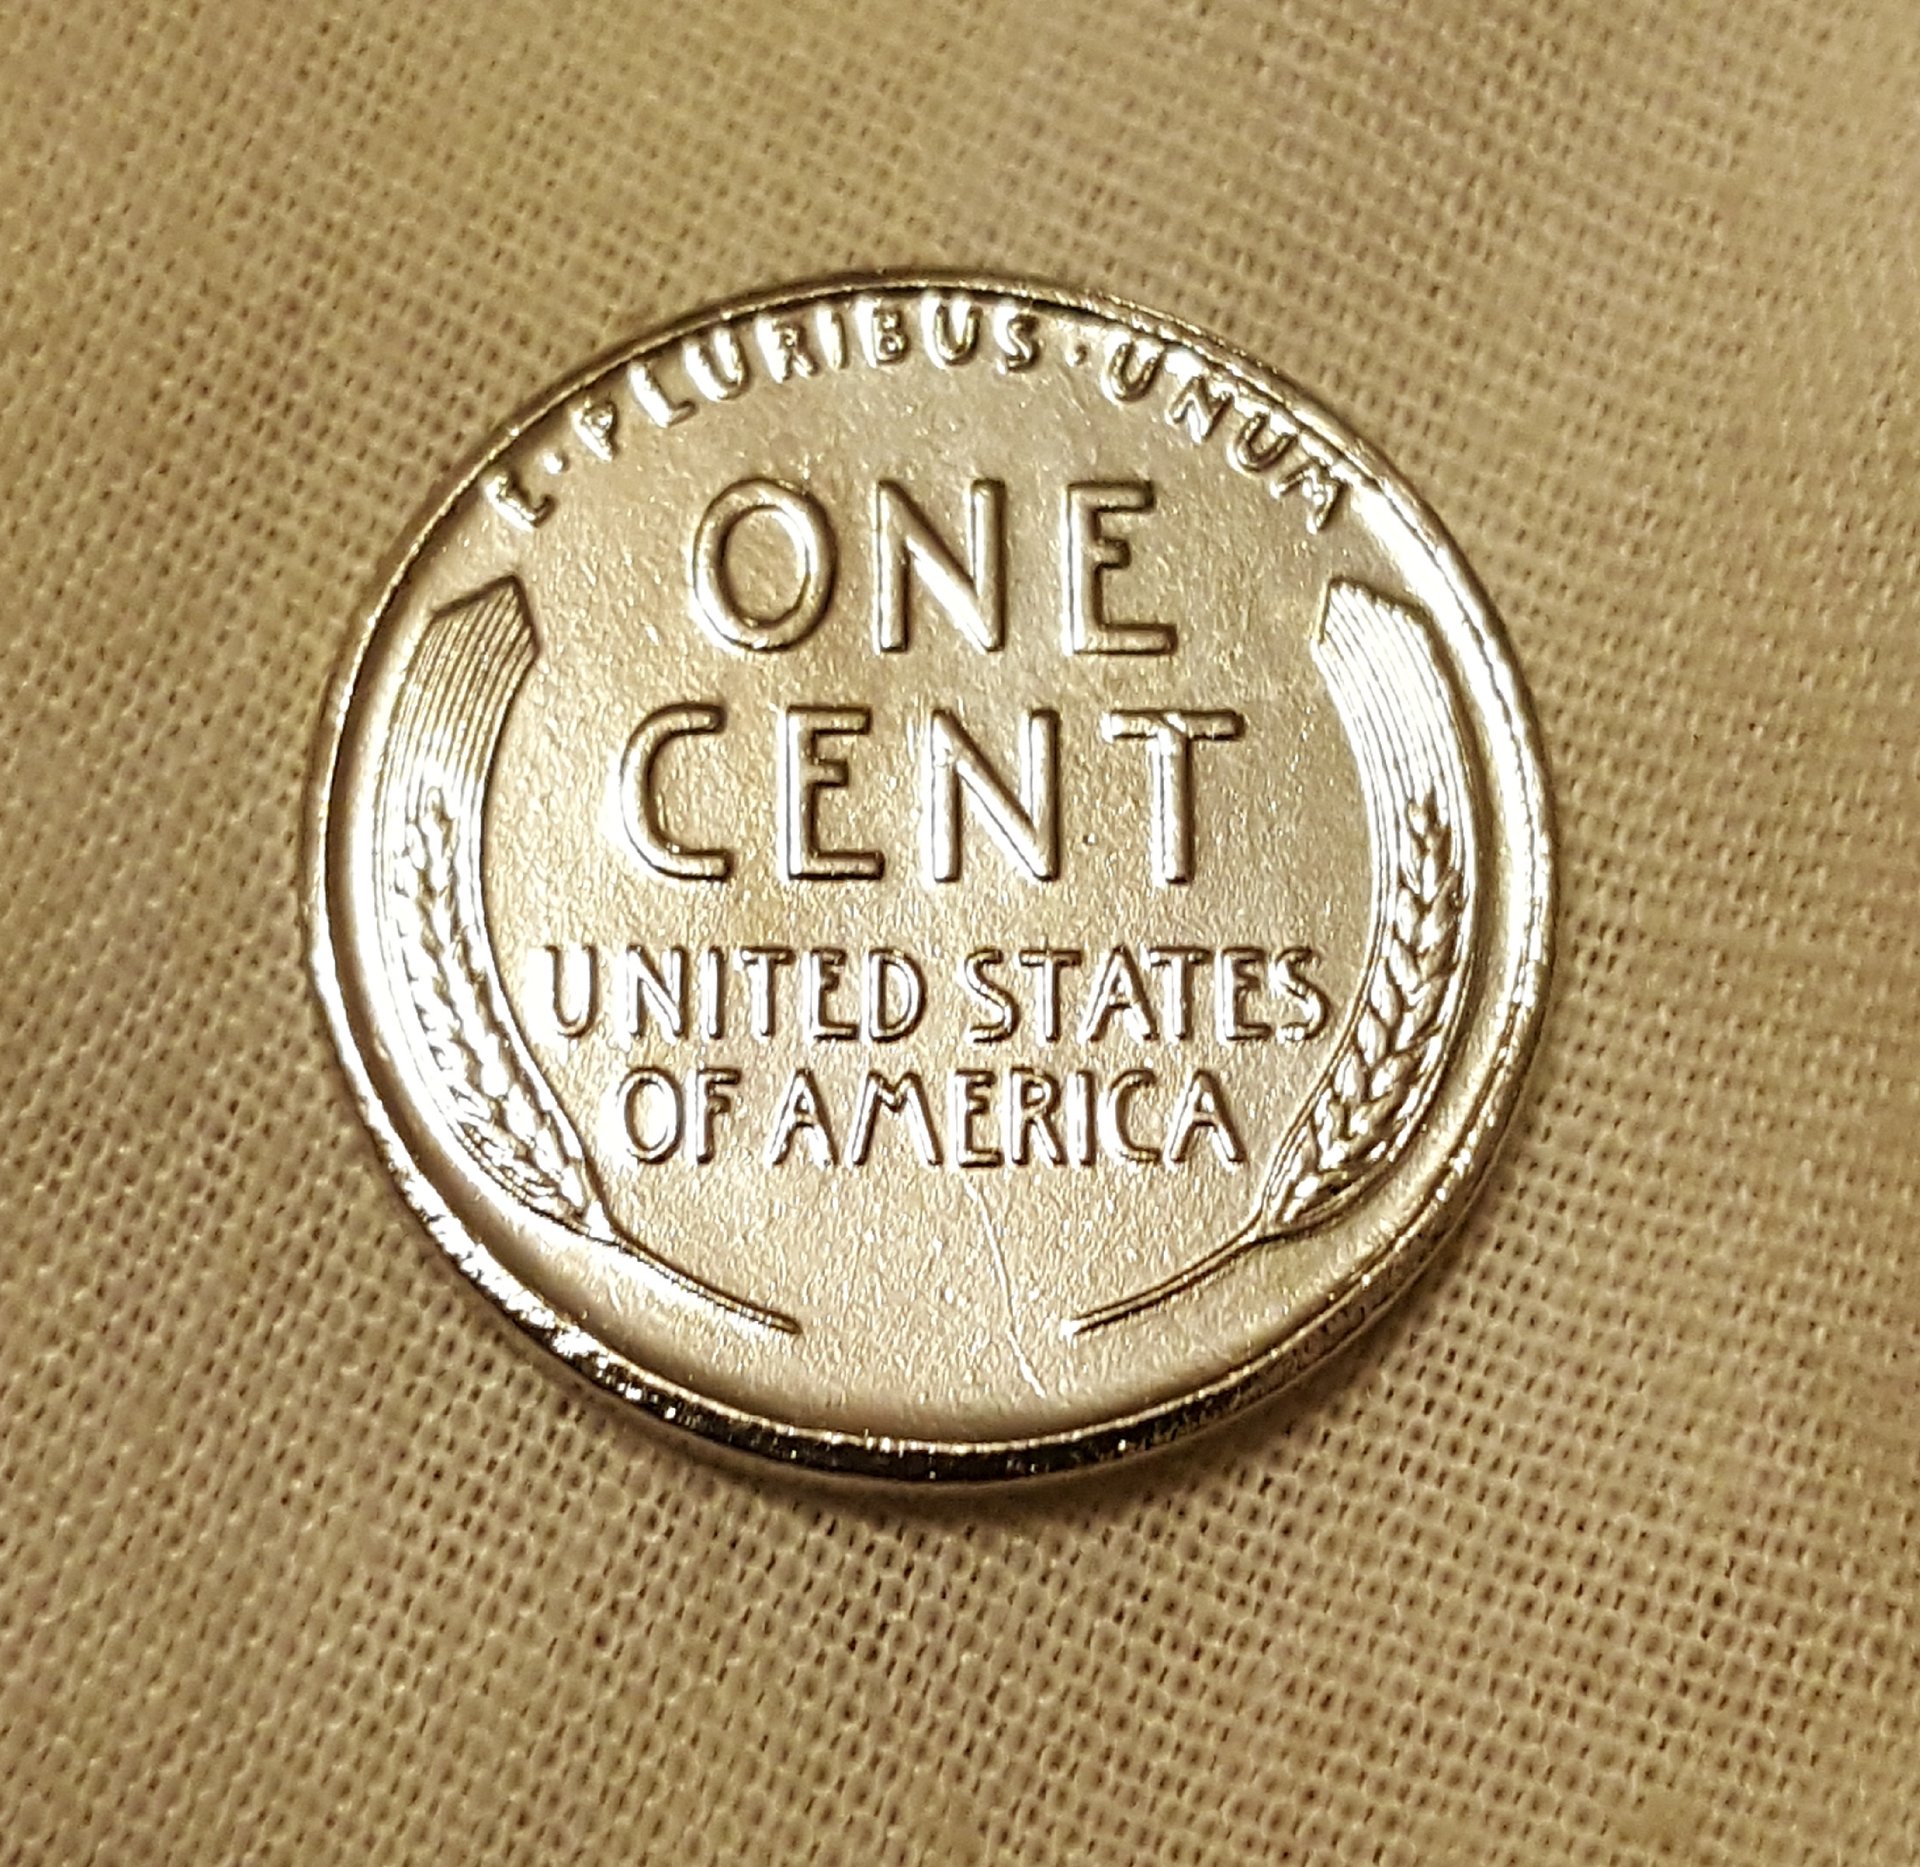 E·PLURIBUS·UNUM
ONE
CENT
UNITED STATES
OF AMERICA